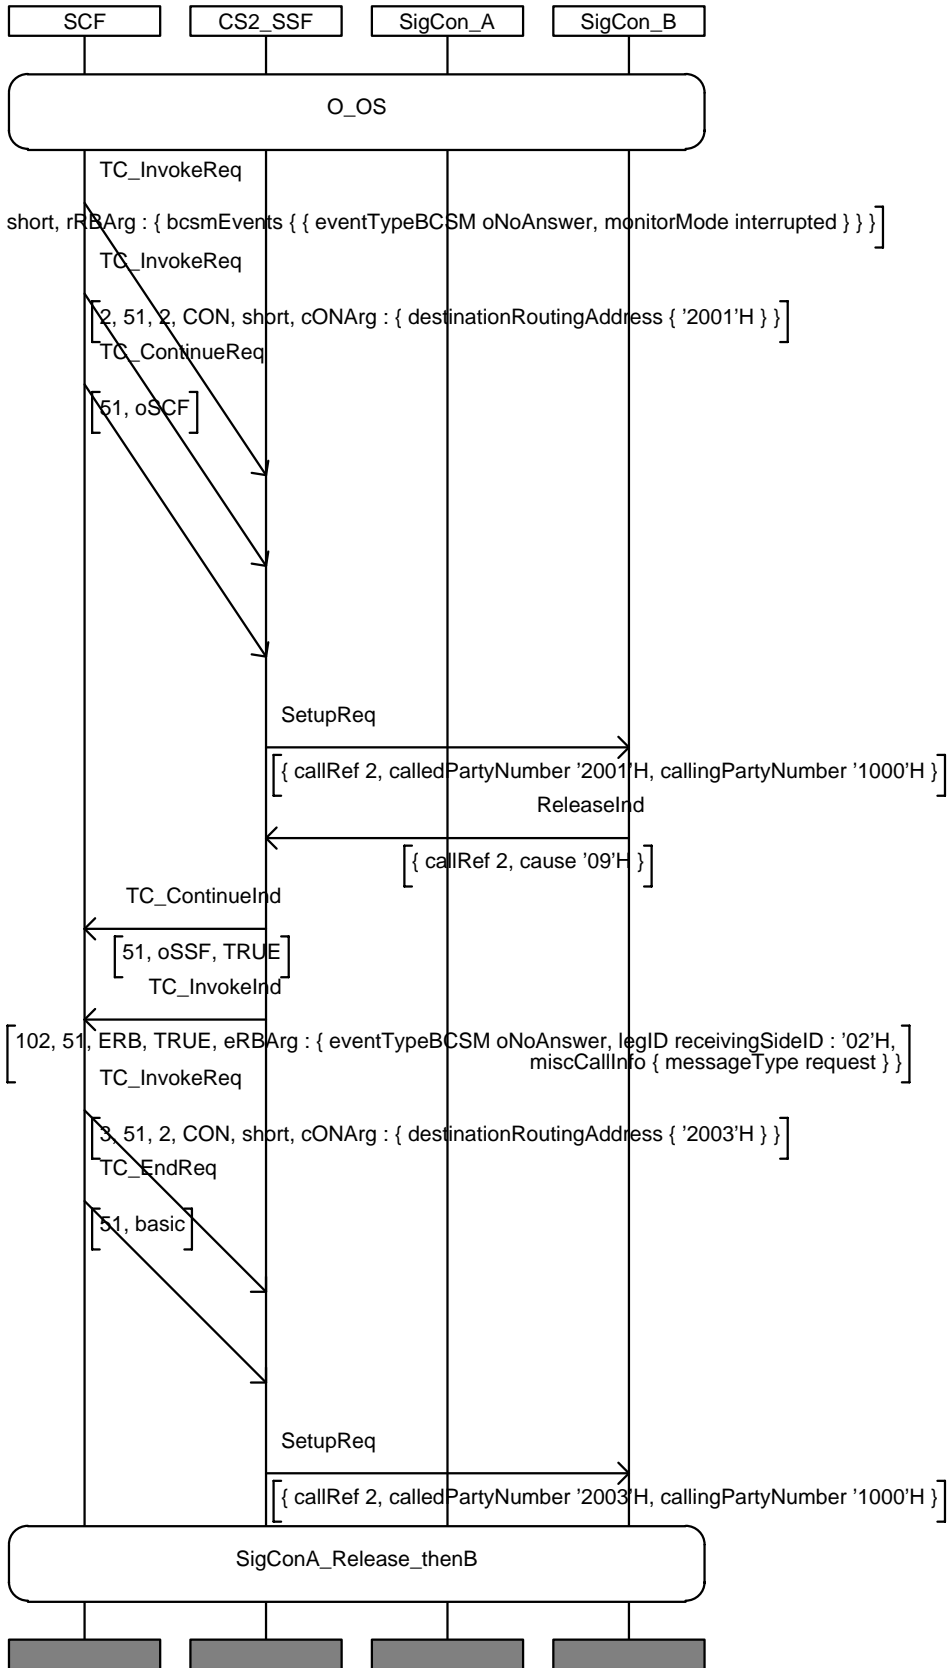 SCF CS2_SSF SigCon_A SigCon_B
O_OS
TC_InvokeReq
short, rRBArg : { bcsmEvents { { eventTypeBCSM oNoAnswer, monitorMode interrupted } } }
TC_InvokeReq
2, 51, 2, CON, short, cONArg : { destinationRoutingAddress { '2001'H } }
TC_ContinueReq
51, oSCF
SetupReq
{ callRef 2, calledPartyNumber '2001'H, callingPartyNumber '1000'H }
ReleaseInd
{ callRef 2, cause '09'H }
TC_ContinueInd
51, oSSF, TRUE
TC_InvokeInd
102, 51, ERB, TRUE, eRBArg : { eventTypeBCSM oNoAnswer, legID receivingSideID : '02'H,
miscCallInfo { messageType request } }
TC_InvokeReq
3, 51, 2, CON, short, cONArg : { destinationRoutingAddress { '2003'H } }
TC_EndReq
51, basic
SetupReq
{ callRef 2, calledPartyNumber '2003'H, callingPartyNumber '1000'H }
SigConA_Release_thenB